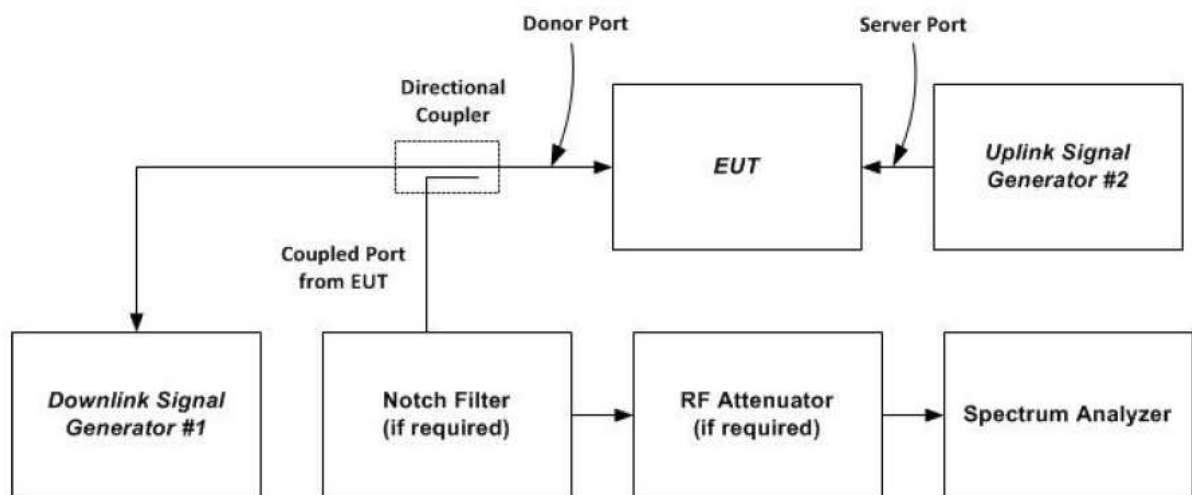 Donor Port
Server Port
Directional
Coupler
EUT
Uplink Signal
Generator #2
Coupled Port
from EUT
Downlink Signal
Generator #1
Notch Filter
(if required)
RF Attenuator
(if required)
Spectrum Analyzer